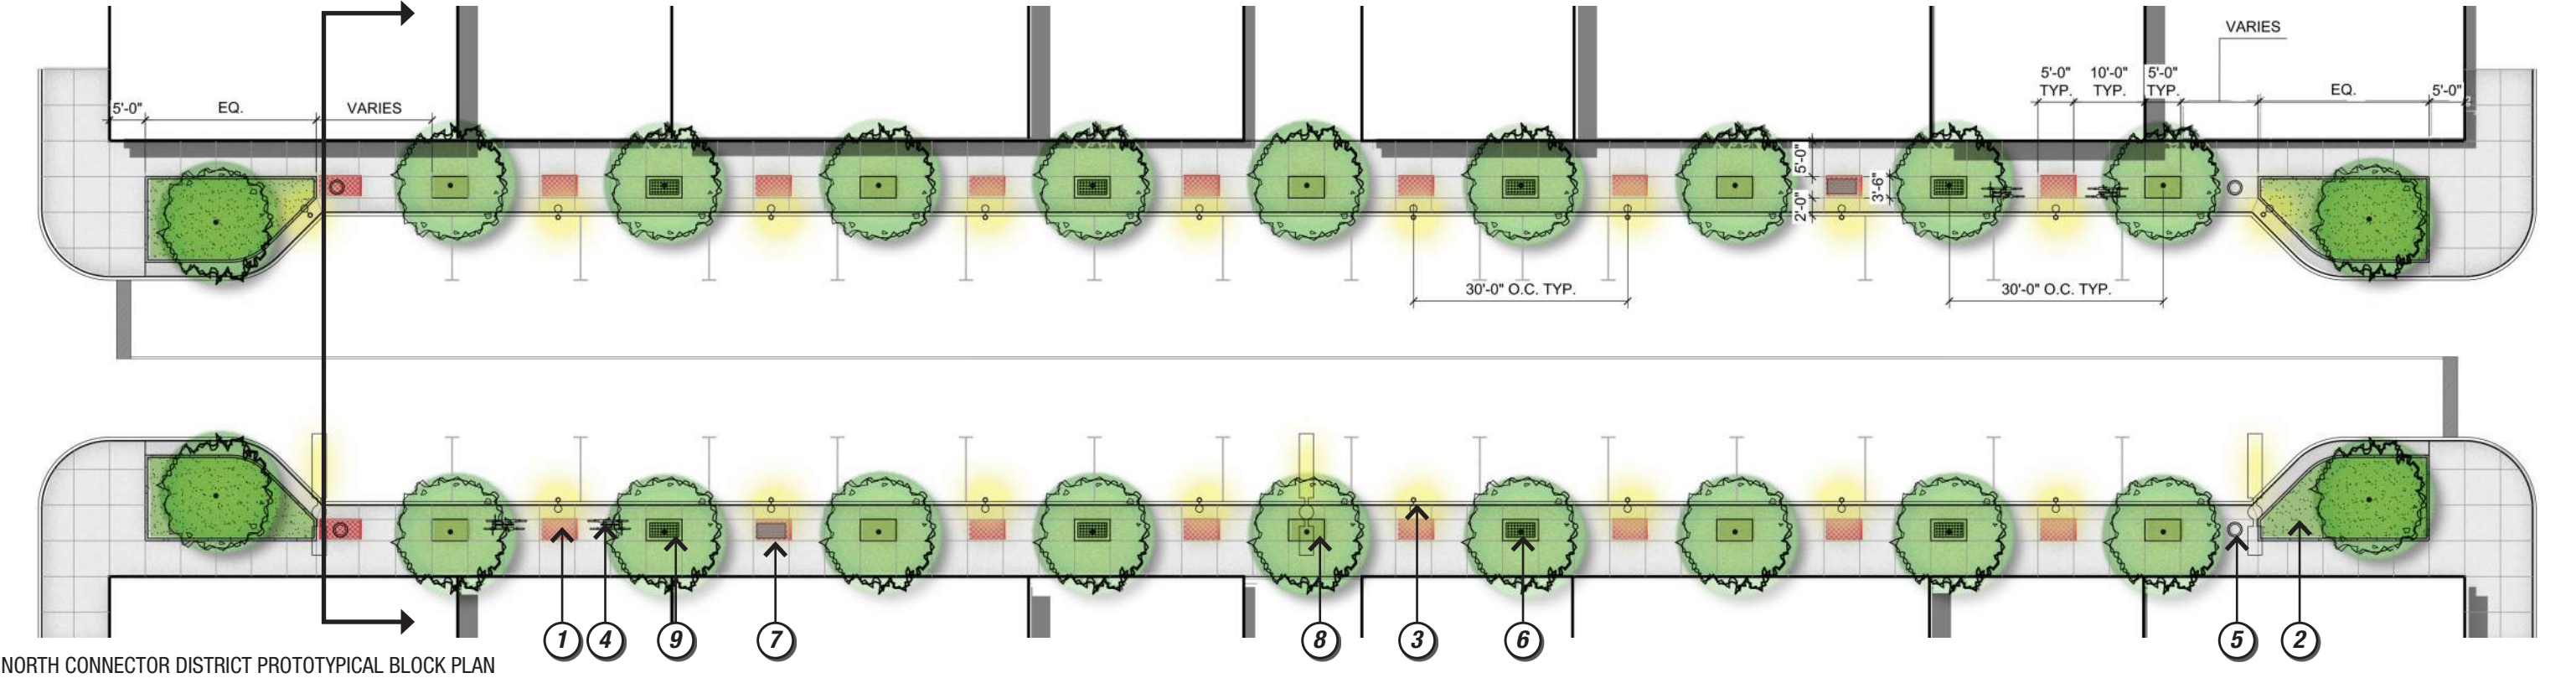 VARIES
5'-0" 10'-0" 5'-0"
TYP. TYP. TYP.
5'-0" EQ. VARIES
EQ. 5'-0"
5'-0"
3'-6"
2'-0"
30'-0" O.C. TYP.
30'-0" O.C. TYP.
1 4 9 7 8 3 6 5 2
NORTH CONNECTOR DISTRICT PROTOTYPICAL BLOCK PLAN